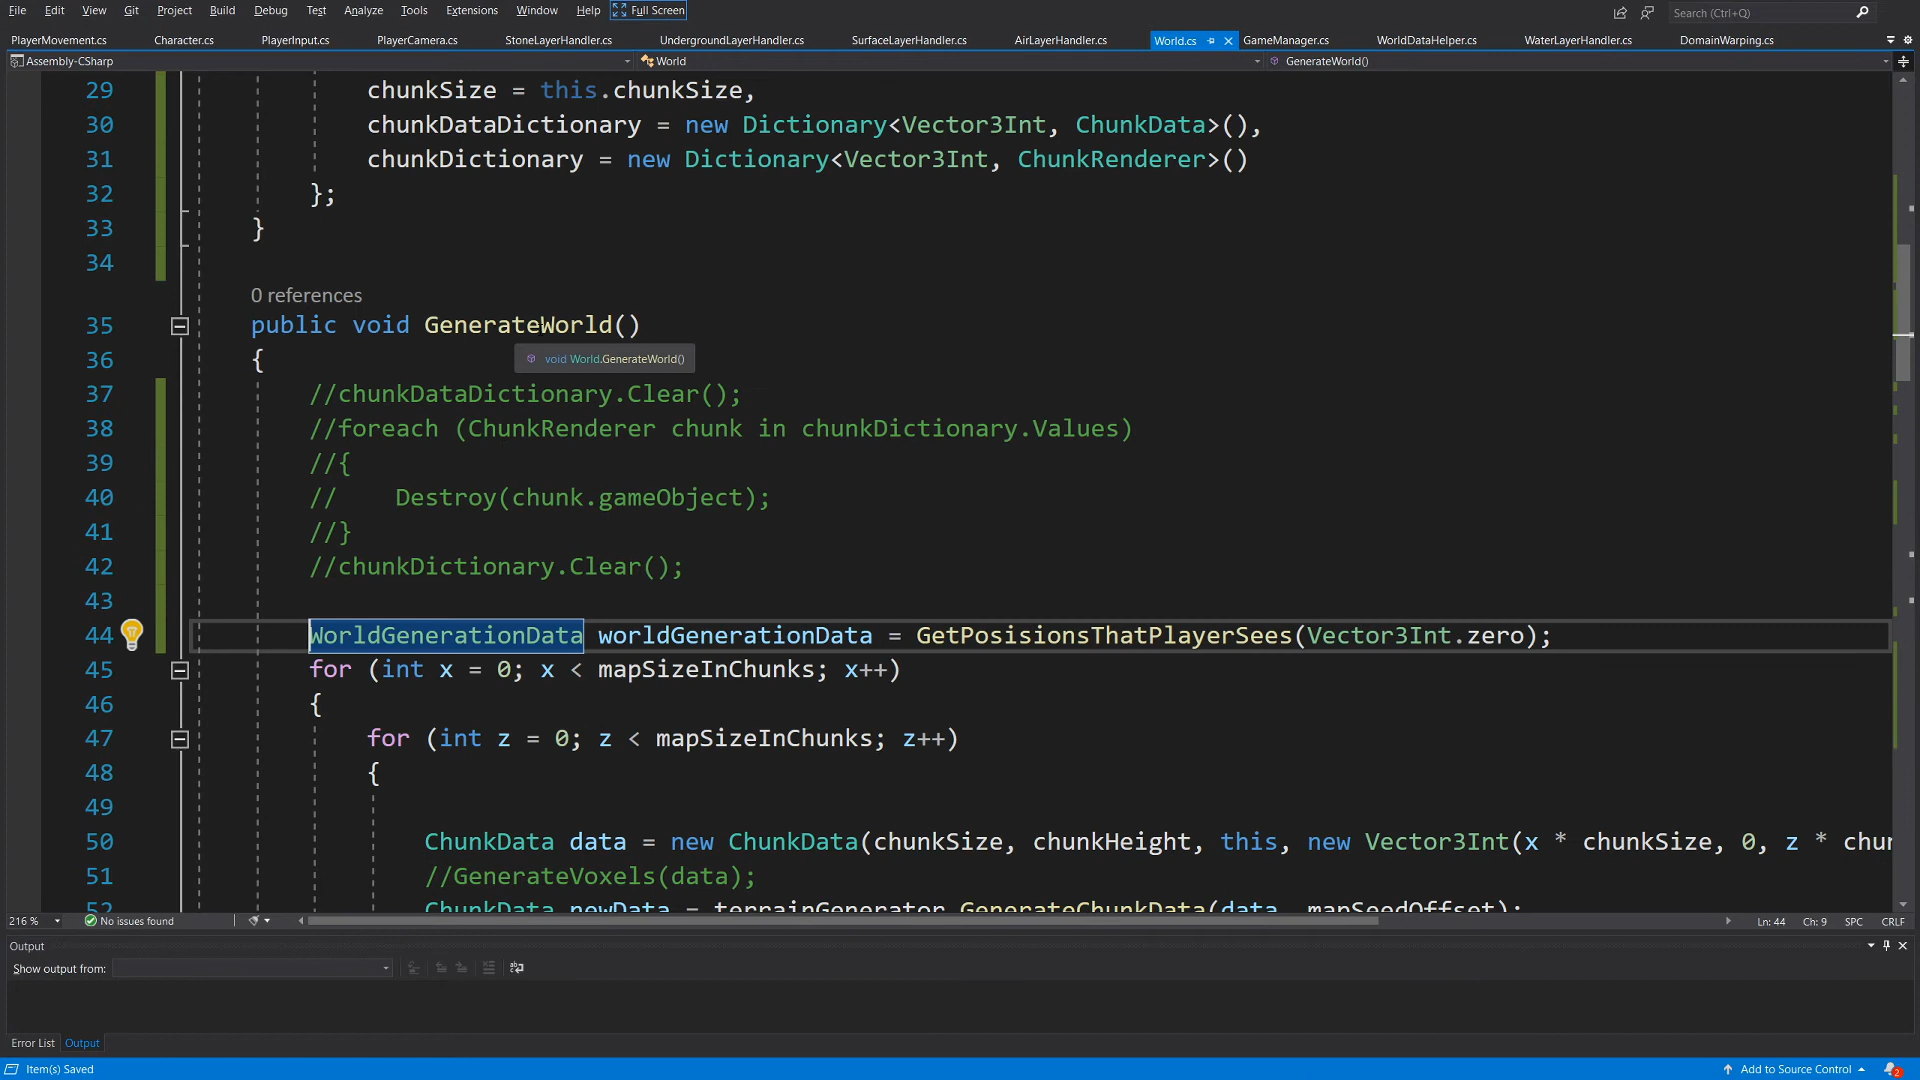 File Edit View Git Project Build Debug Test Analyze Tools Extensions Window Help Full Screen Search (Ctrl+Q)
PlayerMovement.cs Character.cs PlayerInput.cs PlayerCamera.cs StoneLayerHandler.cs UndergroundLayerHandler.cs SurfaceLayerHandler.cs AirLayerHandler.cs World.cs GameManager.cs WorldDataHelper.cs WaterLayerHandler.cs DomainWarping.cs
Assembly-CSharp World GenerateWorld()
29 chunkSize = this.chunkSize,
30 chunkDataDictionary = new Dictionary<Vector3Int, ChunkData>(),
31 chunkDictionary = new Dictionary<Vector3Int, ChunkRenderer>()
32 };
33 }
34
0 references
35 public void GenerateWorld()
36 {
void World.GenerateWorld()
37 //chunkDataDictionary.Clear();
38 //foreach (ChunkRenderer chunk in chunkDictionary.Values)
39 //{
40 // Destroy(chunk.gameObject);
41 //}
42 //chunkDictionary.Clear();
43
44 WorldGenerationData worldGenerationData = GetPosisionsThatPlayerSees(Vector3Int.zero);
45 for (int x = 0; x < mapSizeInChunks; x++)
46 {
47 for (int z = 0; z < mapSizeInChunks; z++)
48 {
49
50 ChunkData data = new ChunkData(chunkSize, chunkHeight, this, new Vector3Int(x * chunkSize, 0, z * chun
51 //GenerateVoxels(data);
52 ChunkData newData = terrainGenerator.GenerateChunkData(data, mapSeedOffset);
216 % No issues found Ln: 44 Ch: 9 SPC CRLF
Output
Show output from:
Error List Output
Item(s) Saved Add to Source Control 2